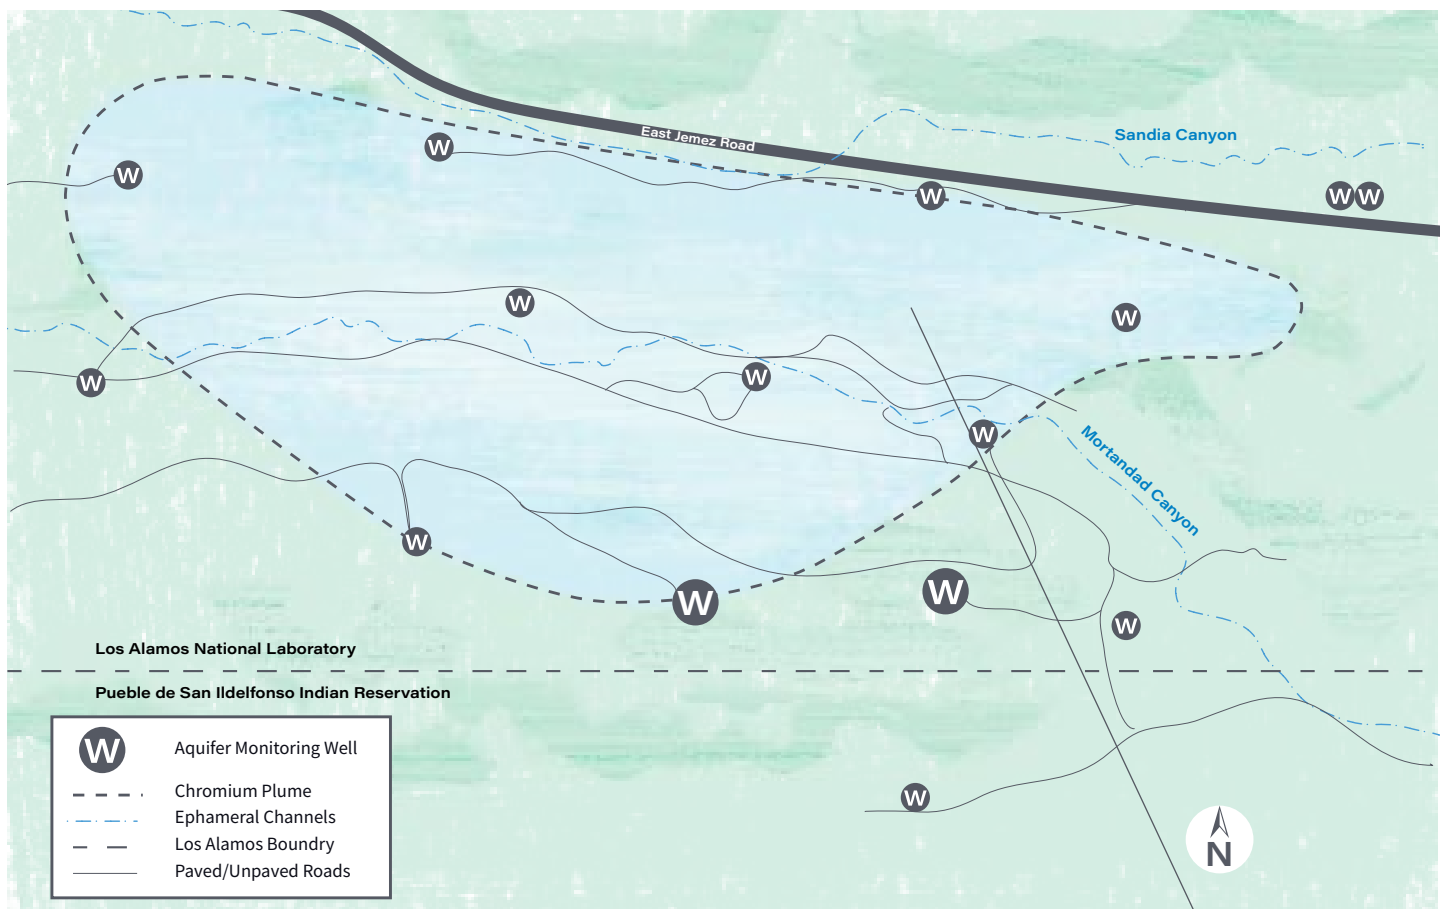 East Jemez Road
Sandia Canyon
W
W
W
W W
W
W
W
W
W
Mortandad Canyon
W
W
W
W
Los Alamos National Laboratory
Pueble de San Ildelfonso Indian Reservation
W Aquifer Monitoring Well
Chromium Plume
Ephameral Channels
Los Alamos Boundry
Paved/Unpaved Roads
W
N